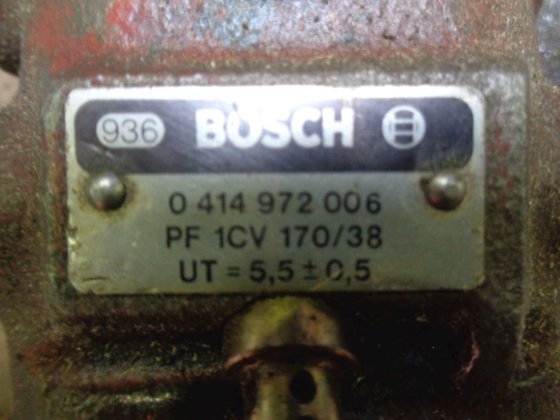 936 BOSCH
0 414 972 006
PF 1CV 170/38
UT = 5,5 ± 0,5